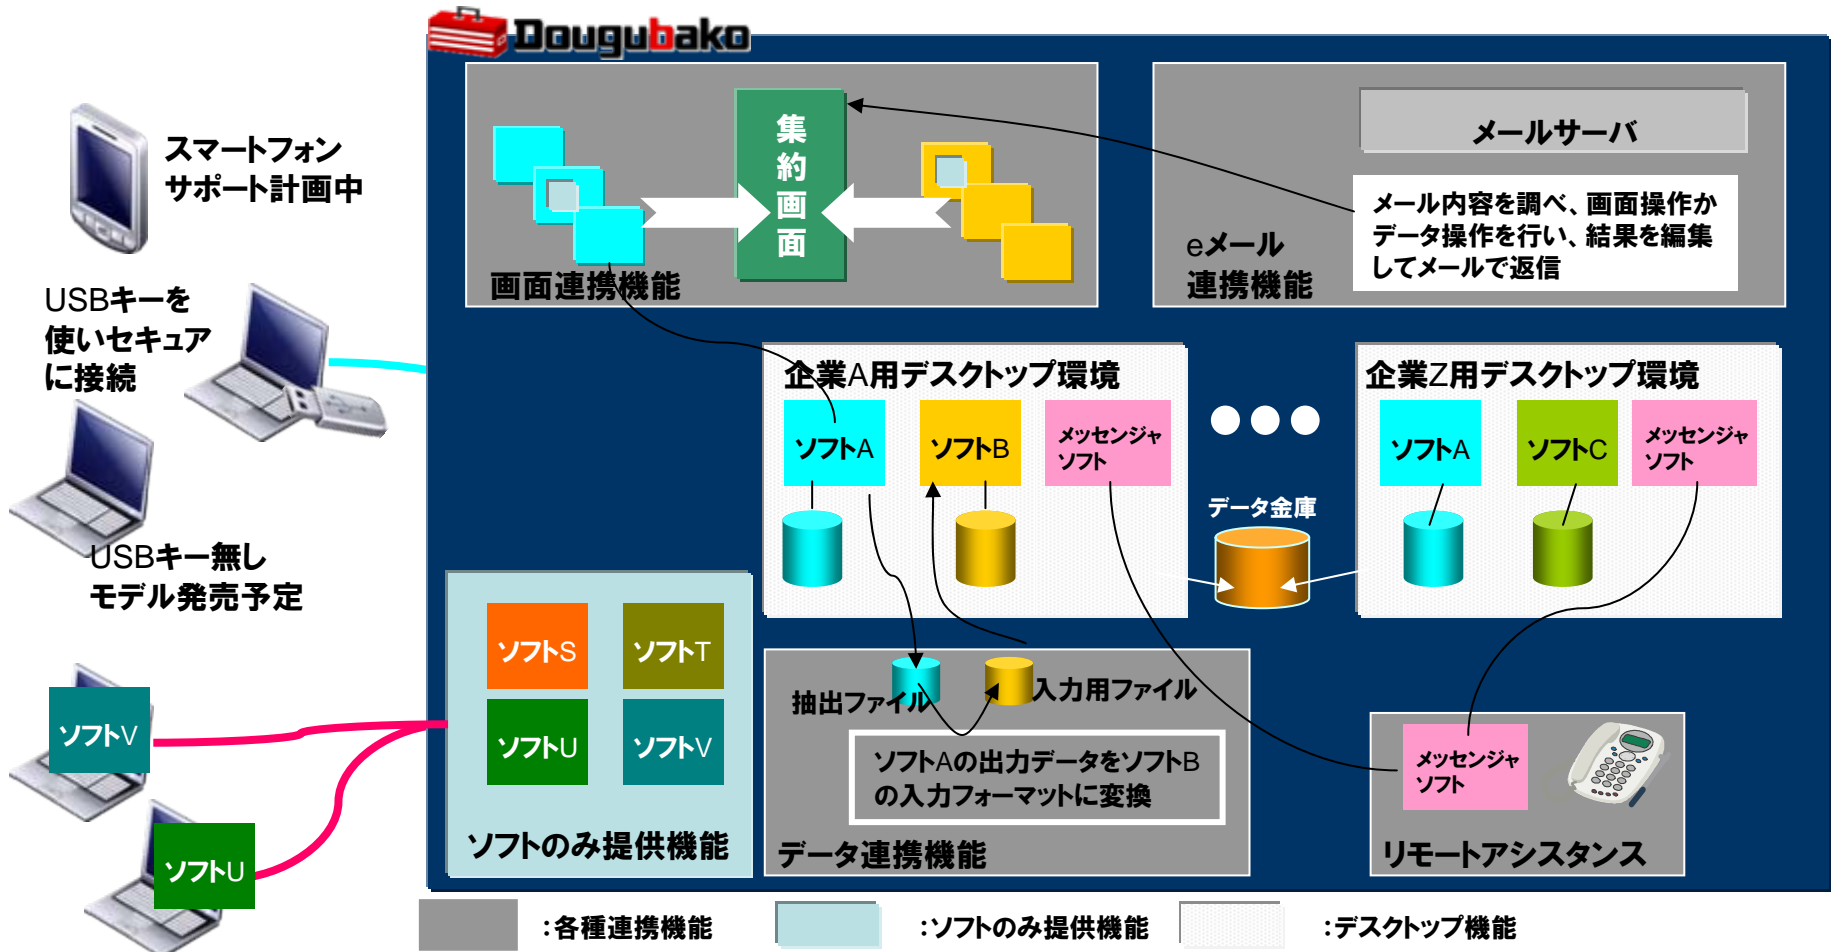 Dougubako
スマートフォン
サポート計画中
USBキーを
使いセキュア
に接続
USBキー無し
モデル発売予定
ソフトV
ソフトU
集
約
画
面
画面連携機能
メールサーバ
メール内容を調べ、画面操作か
データ操作を行い、結果を編集
してメールで返信
eメール
連携機能
企業A用デスクトップ環境
ソフトA
ソフトB
メッセンジャ
ソフト
データ金庫
企業Z用デスクトップ環境
ソフトA
ソフトC
メッセンジャ
ソフト
ソフトS
ソフトT
ソフトU
ソフトV
ソフトのみ提供機能
抽出ファイル
入力用ファイル
ソフトAの出力データをソフトB
の入力フォーマットに変換
データ連携機能
メッセンジャ
ソフト
リモートアシスタンス
：各種連携機能
：ソフトのみ提供機能
：デスクトップ機能